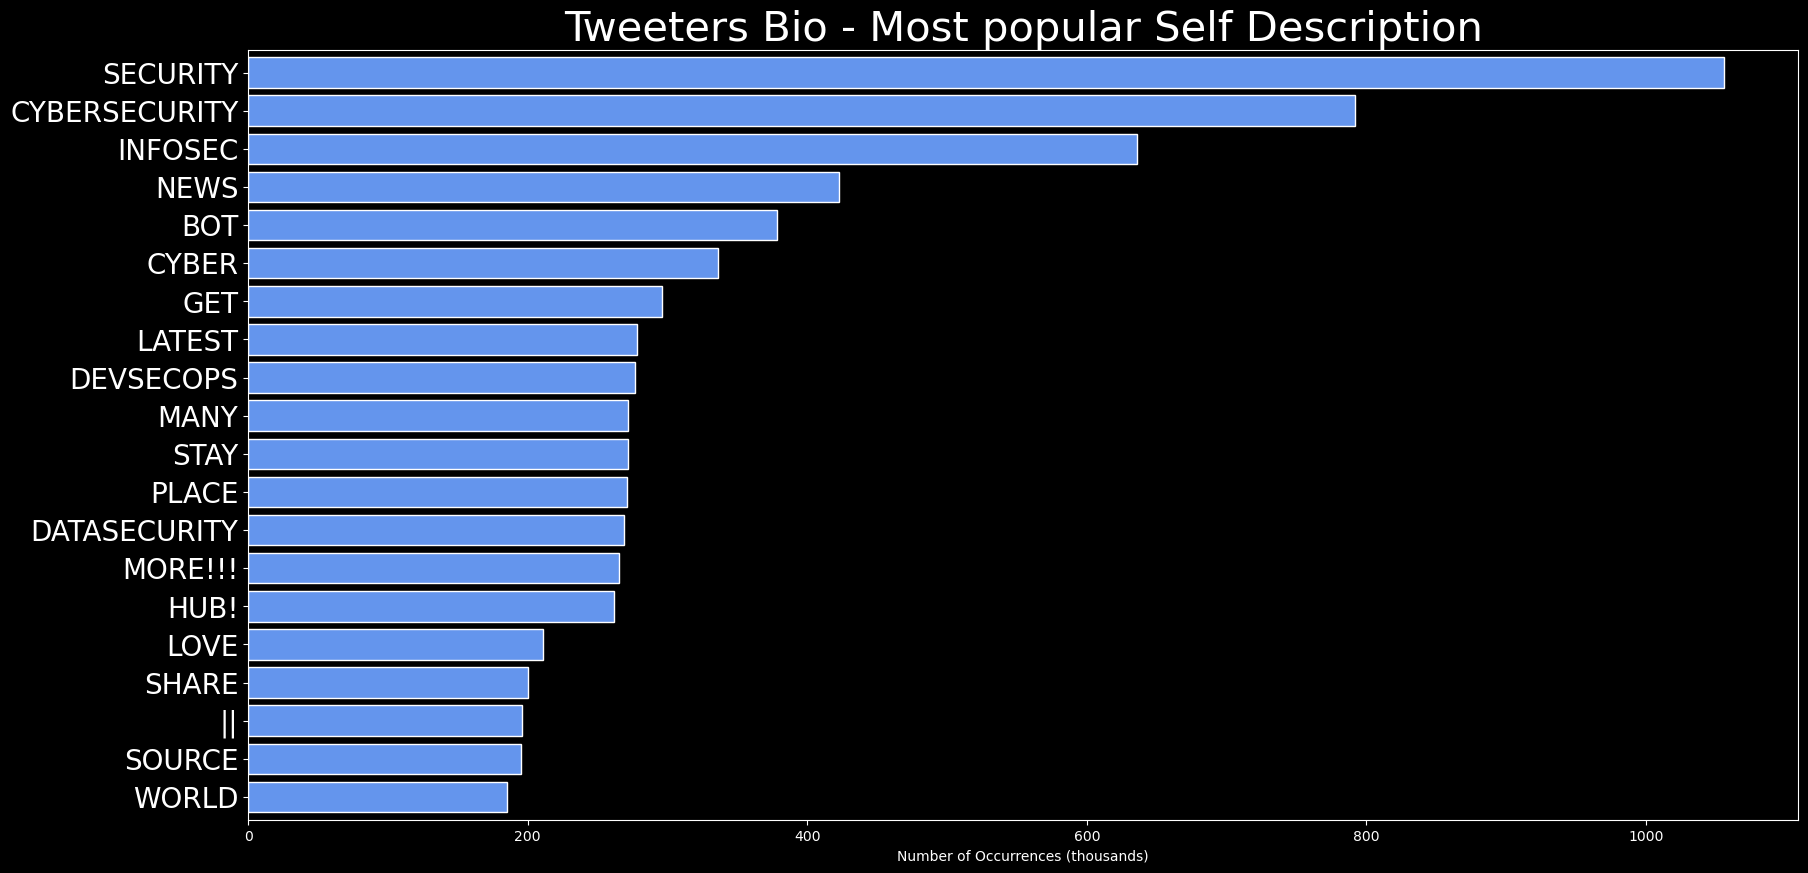 Tweeters Bio - Most popular Self Description
SECURITY
CYBERSECURITY
INFOSEC
NEWS
BOT
CYBER
GET
LATEST
DEVSECOPS
MANY
STAY
PLACE
DATASECURITY
MORE!!!
HUB!
LOVE
SHARE
||
SOURCE
WORLD
0 200 400 600 800 1000
Number of Occurrences (thousands)